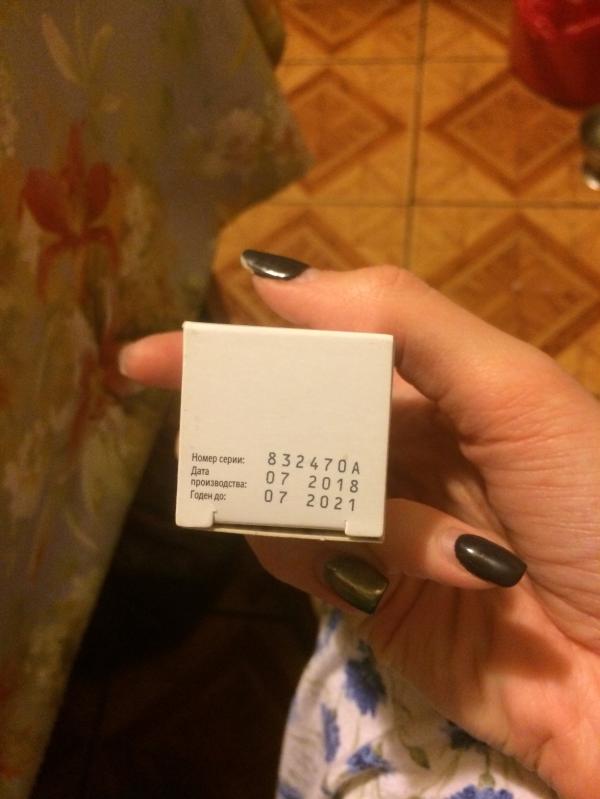 Номер серии: 832470A
Дата
производства: 07 2018
Годен до: 07 2021